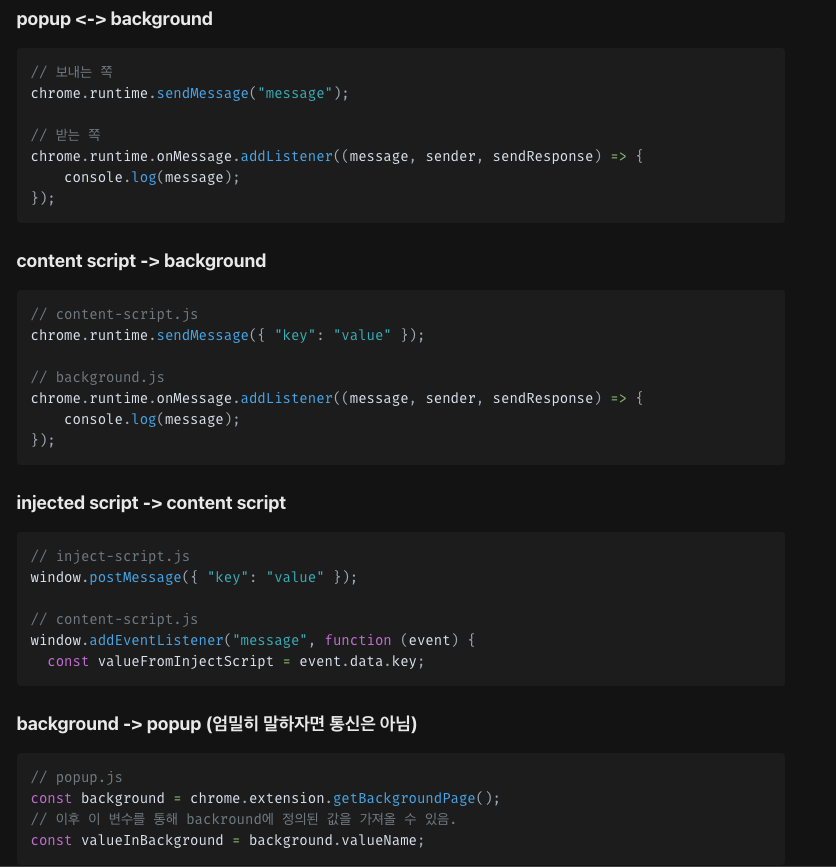 popup <-> background
// 보내는 쪽
chrome.runtime.sendMessage("message");
// 받는 쪽
chrome.runtime.onMessage.addListener((message, sender, sendResponse) => {
    console.log(message);
});
content script -> background
// content-script.js
chrome.runtime.sendMessage({ "key": "value" });
// background.js
chrome.runtime.onMessage.addListener((message, sender, sendResponse) => {
    console.log(message);
});
injected script -> content script
// inject-script.js
window.postMessage({ "key": "value" });
// content-script.js
window.addEventListener("message", function (event) {
  const valueFromInjectScript = event.data.key;
background -> popup (엄밀히 말하자면 통신은 아님)
// popup.js
const background = chrome.extension.getBackgroundPage();
// 이후 이 변수를 통해 backround에 정의된 값을 가져올 수 있음.
const valueInBackground = background.valueName;